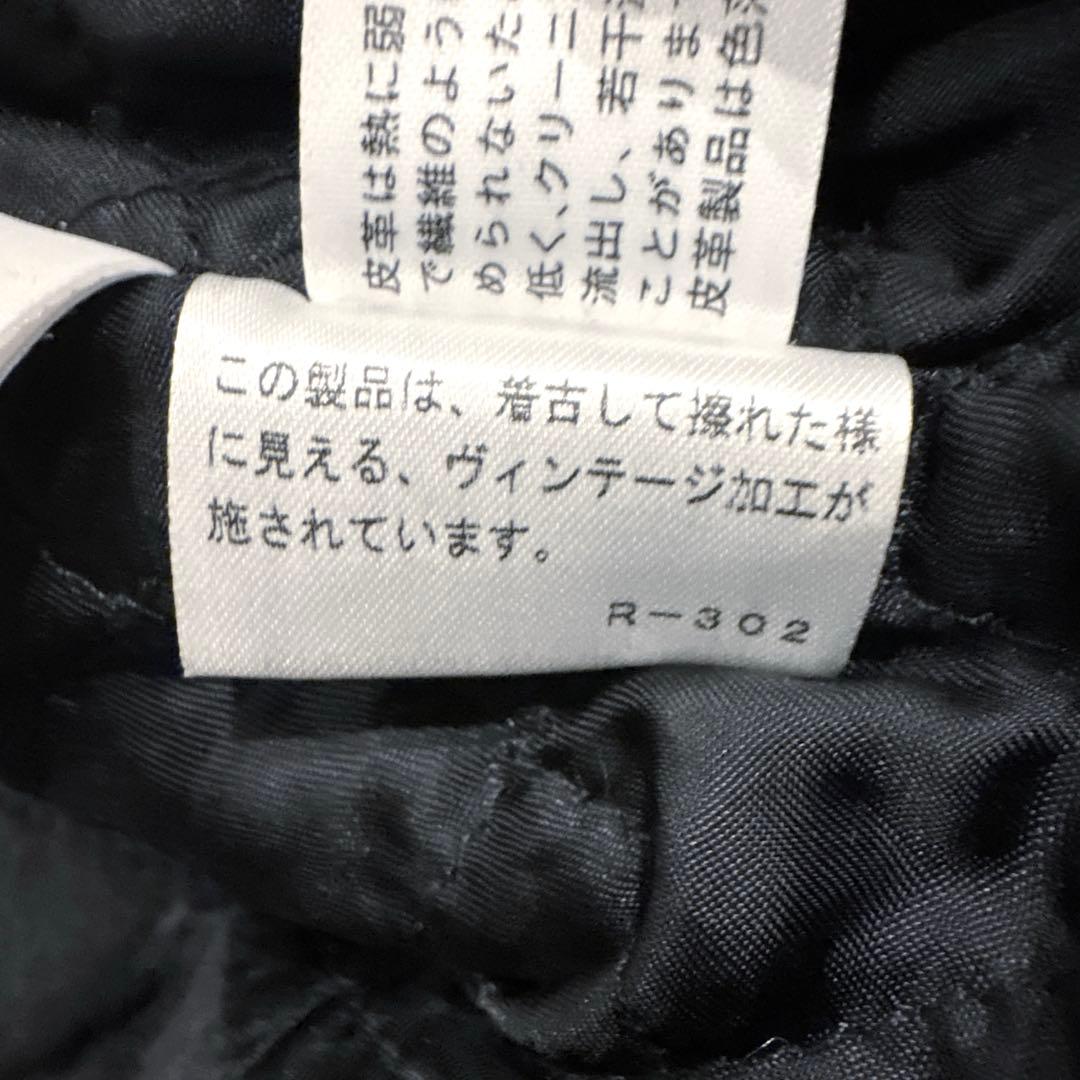 皮革は熱に弱
で繊維のよう
められないた
低く、クリーニ
流出し、若干
ことがありま
皮革製品は色
この製品は、着古して擦れた様
に見える、ヴィンテージ加工が
施されています。
R-302